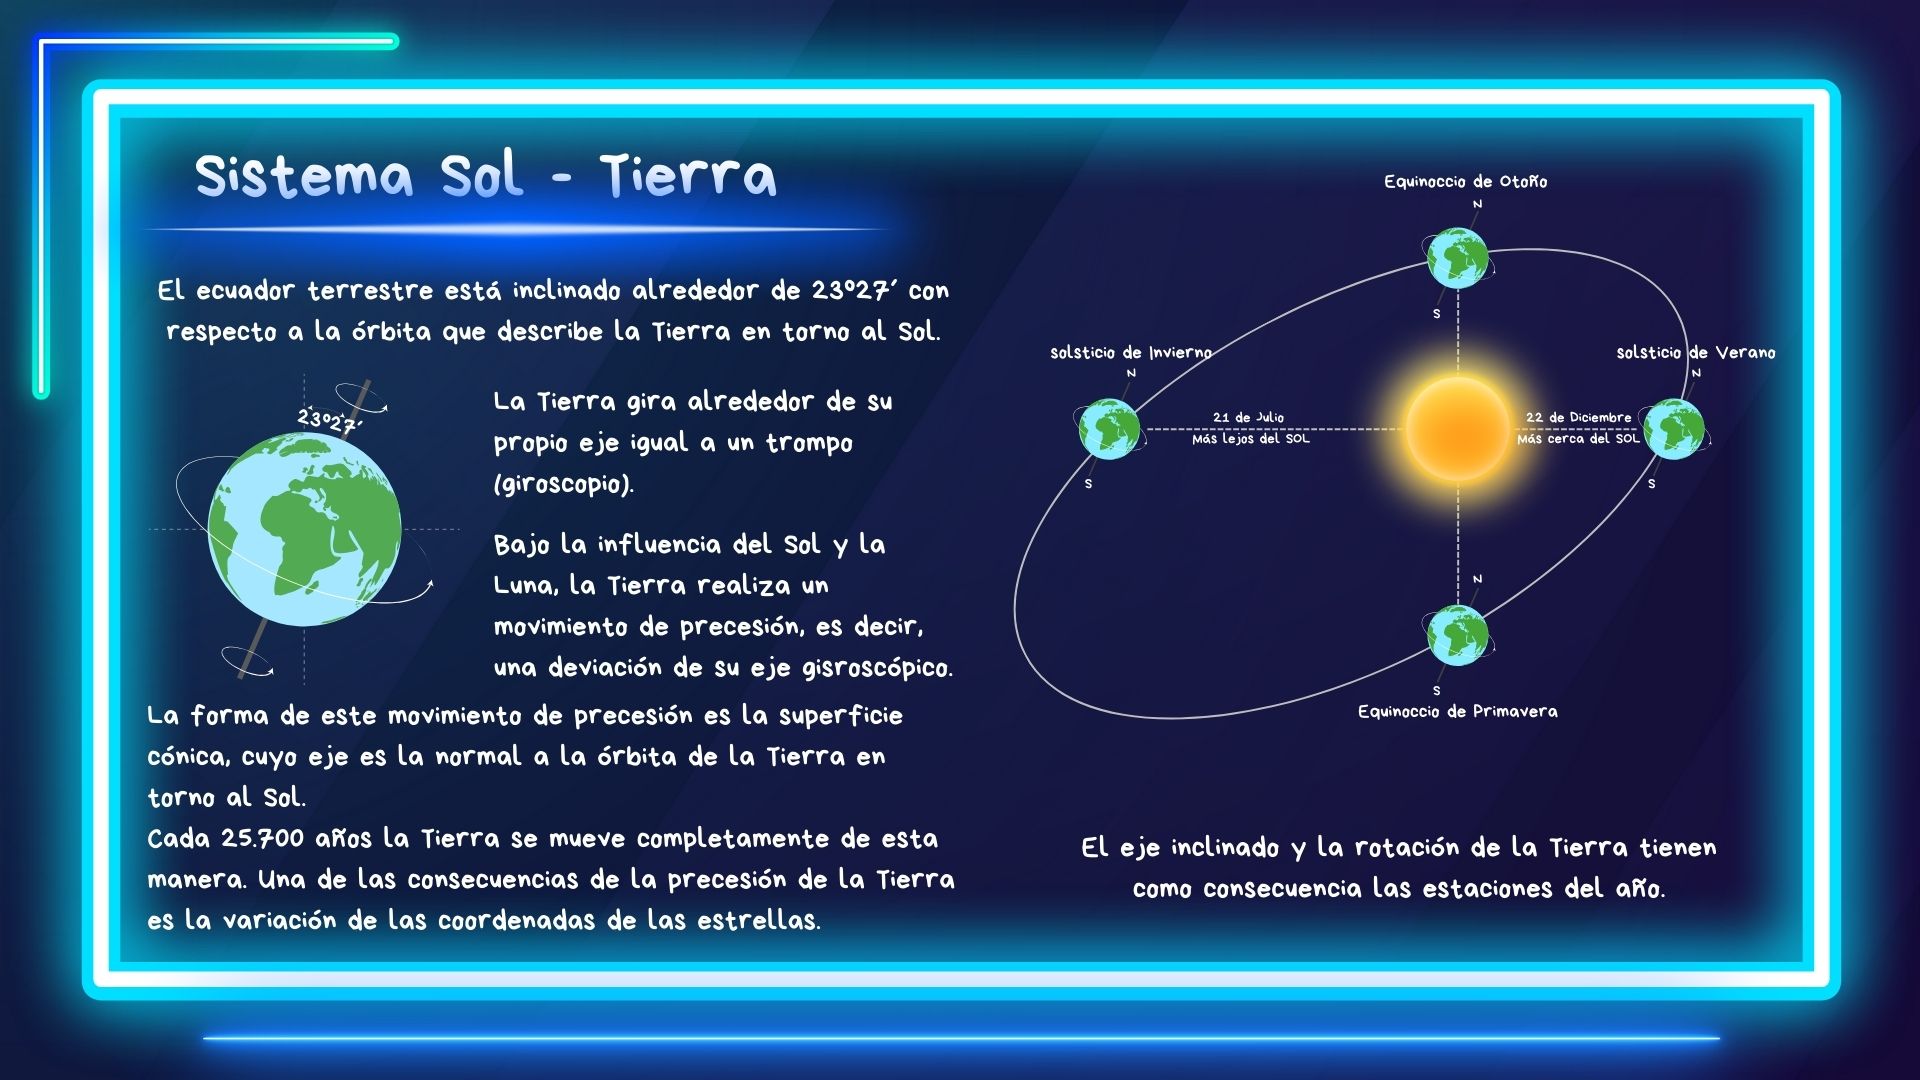 Sistema Sol - Tierra
El ecuador terrestre está inclinado alrededor de 23°27′ con
respecto a la órbita que describe la Tierra en torno al Sol.
23°27′
La Tierra gira alrededor de su
propio eje igual a un trompo
(giroscopio).
Bajo la influencia del Sol y la
Luna, la Tierra realiza un
movimiento de precesión, es decir,
una deviación de su eje gisroscópico.
La forma de este movimiento de precesión es la superficie
cónica, cuyo eje es la normal a la órbita de la Tierra en
torno al Sol.
Cada 25.700 años la Tierra se mueve completamente de esta
manera. Una de las consecuencias de la precesión de la Tierra
es la variación de las coordenadas de las estrellas.
Equinoccio de Otoño
N
S
solsticio de Invierno
N
S
21 de Julio
Más lejos del SOL
22 de Diciembre
Más cerca del SOL
solsticio de Verano
N
S
N
S
Equinoccio de Primavera
El eje inclinado y la rotación de la Tierra tienen
como consecuencia las estaciones del año.